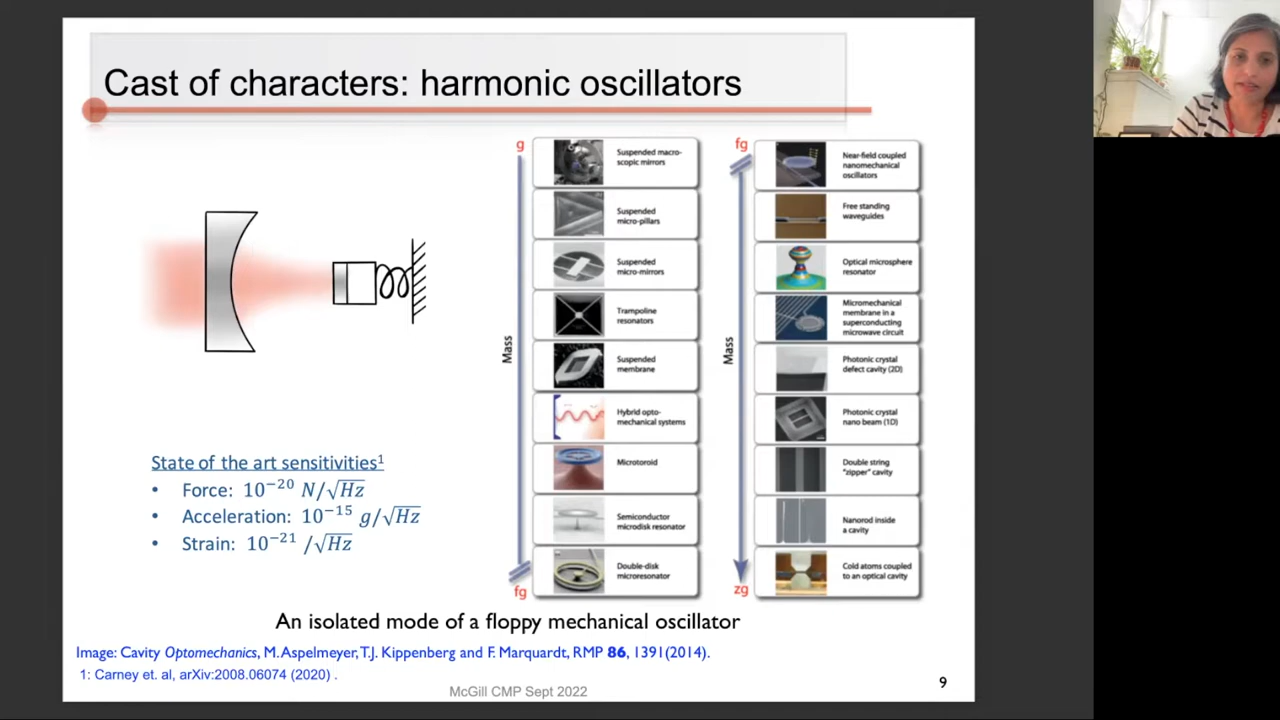 Cast of characters: harmonic oscillators
g
Suspended macro-
scopic mirrors
Suspended
micro-pillars
Suspended
micro-mirrors
Trampoline
resonators
Suspended
membrane
Hybrid opto-
mechanical systems
Microtoroid
Semiconductor
microdisk resonator
Double-disk
microresonator
Mass
fg
fg
Near-field coupled
nanomechanical
oscillators
Free standing
waveguides
Optical microsphere
resonator
Micromechanical
membrane in a
superconducting
microwave circuit
Photonic crystal
defect cavity (2D)
Photonic crystal
nano beam (1D)
Double string
"zipper" cavity
Nanorod inside
a cavity
Cold atoms coupled
to an optical cavity
Mass
zg
State of the art sensitivities¹
• Force: 10⁻²⁰ N/√Hz
• Acceleration: 10⁻¹⁵ g/√Hz
• Strain: 10⁻²¹ /√Hz
An isolated mode of a floppy mechanical oscillator
Image: Cavity Optomechanics, M. Aspelmeyer, T.J. Kippenberg and F. Marquardt, RMP 86, 1391(2014).
1: Carney et. al, arXiv:2008.06074 (2020) .
McGill CMP Sept 2022
9